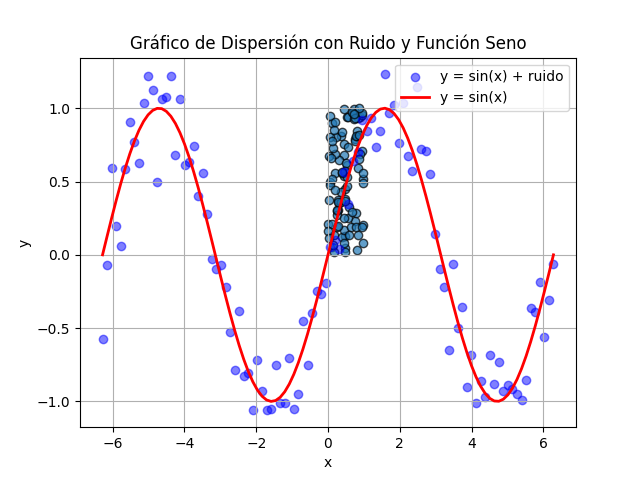 Gráfico de Dispersión con Ruido y Función Seno
y = sin(x) + ruido
y = sin(x)
1.0
0.5
0.0
−0.5
−1.0
y
−6
−4
−2
0
2
4
6
x